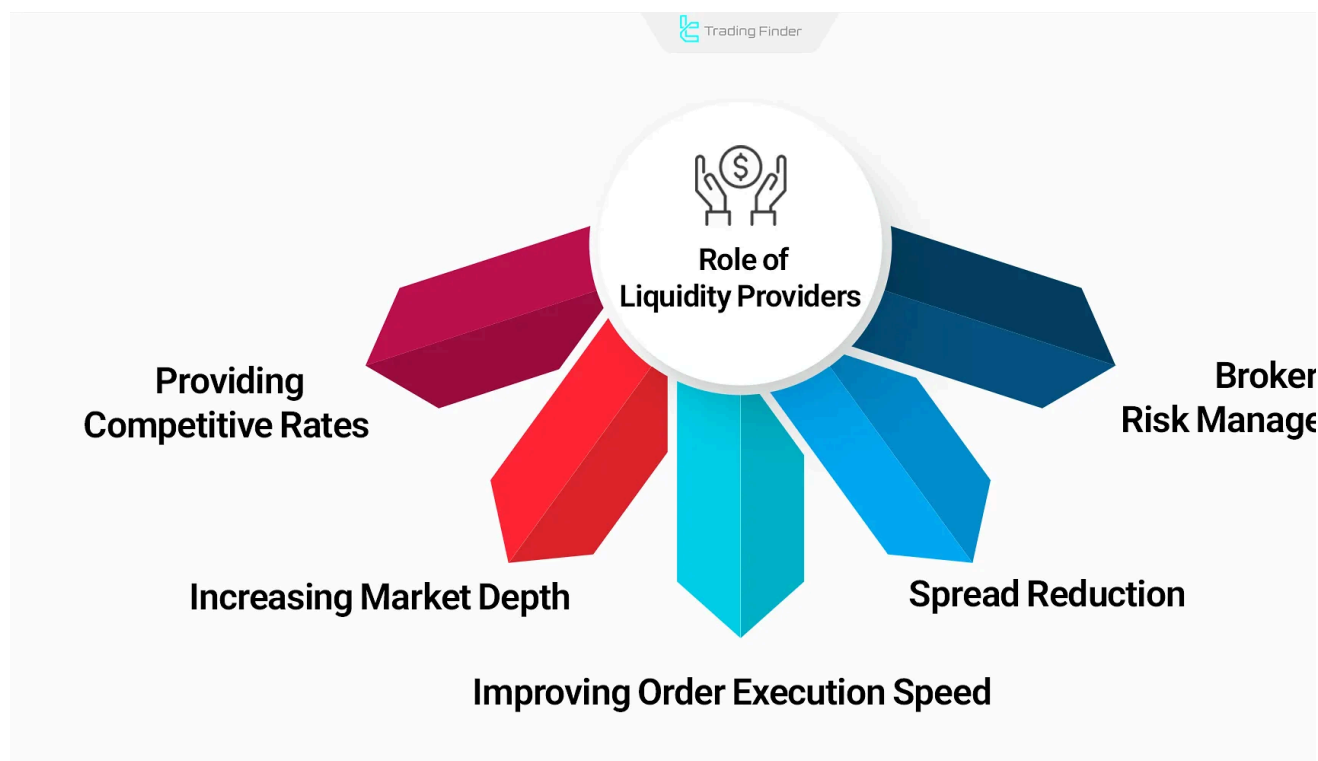 Trading Finder
Role of
Liquidity Providers
Providing
Competitive Rates
Increasing Market Depth
Improving Order Execution Speed
Spread Reduction
Broker
Risk Manage